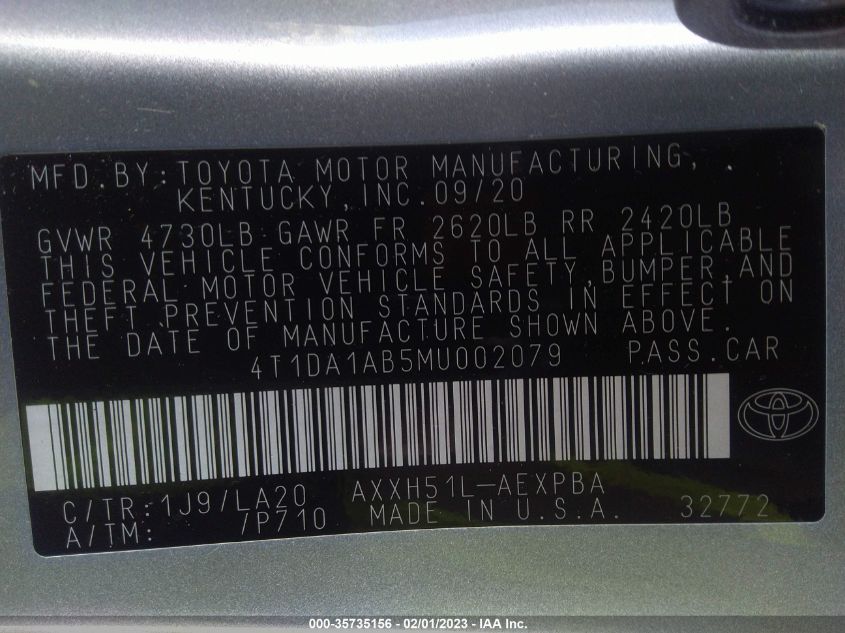 MFD.BY:TOYOTA MOTOR MANUFACTURING, .
KENTUCKY,INC.09/20
GVWR 4730LB GAWR FR 2620LB RR 2420LB
THIS VEHICLE CONFORMS TO ALL APPLICABLE
FEDERAL MOTOR VEHICLE SAFETY,BUMPER,AND
THEFT PREVENTION STANDARDS IN EFFECT ON
THE DATE OF MANUFACTURE SHOWN ABOVE.
4T1DA1AB5MU002079 PASS.CAR
C/TR:1J9/LA20 AXXH51L-AEXPBA
A/TM: /P710 MADE IN U.S.A. 32772
000-35735156 - 02/01/2023 - IAA Inc.